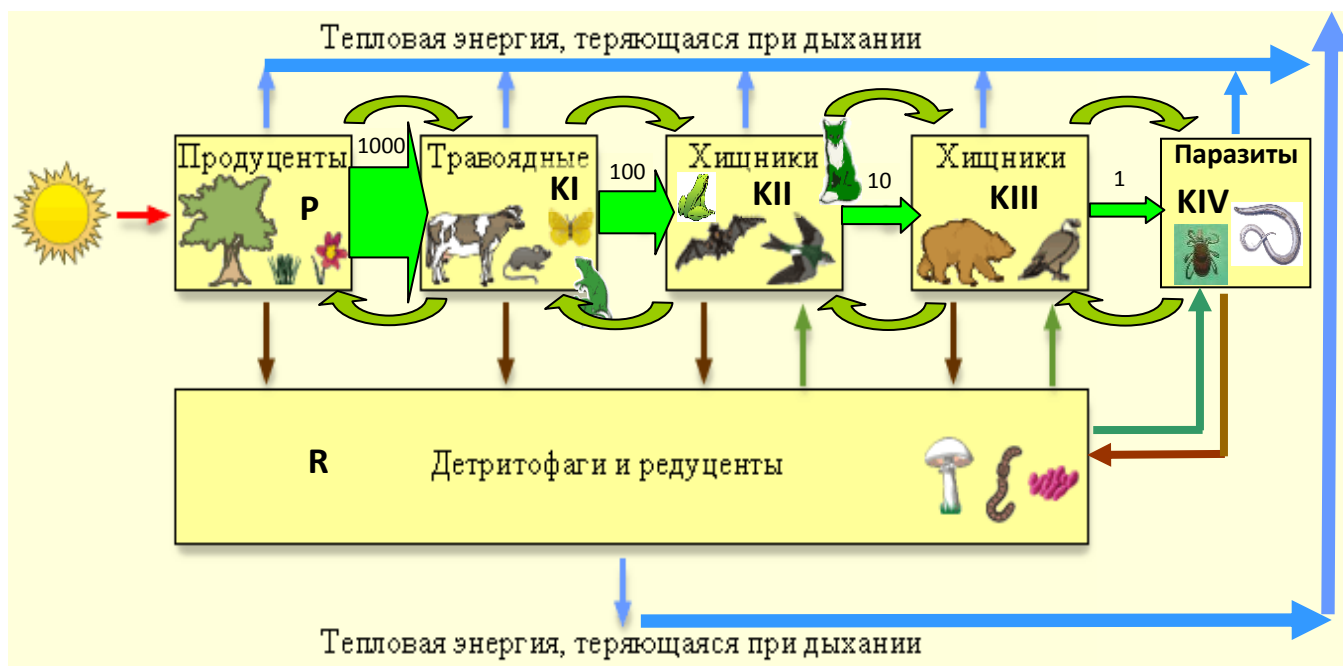 Тепловая энергия, теряющаяся при дыхании
Продуценты
P
1000
Травоядные
KI
100
Хищники
KII
10
Хищники
KIII
1
Паразиты
KIV
R
Детритофаги и редуценты
Тепловая энергия, теряющаяся при дыхании